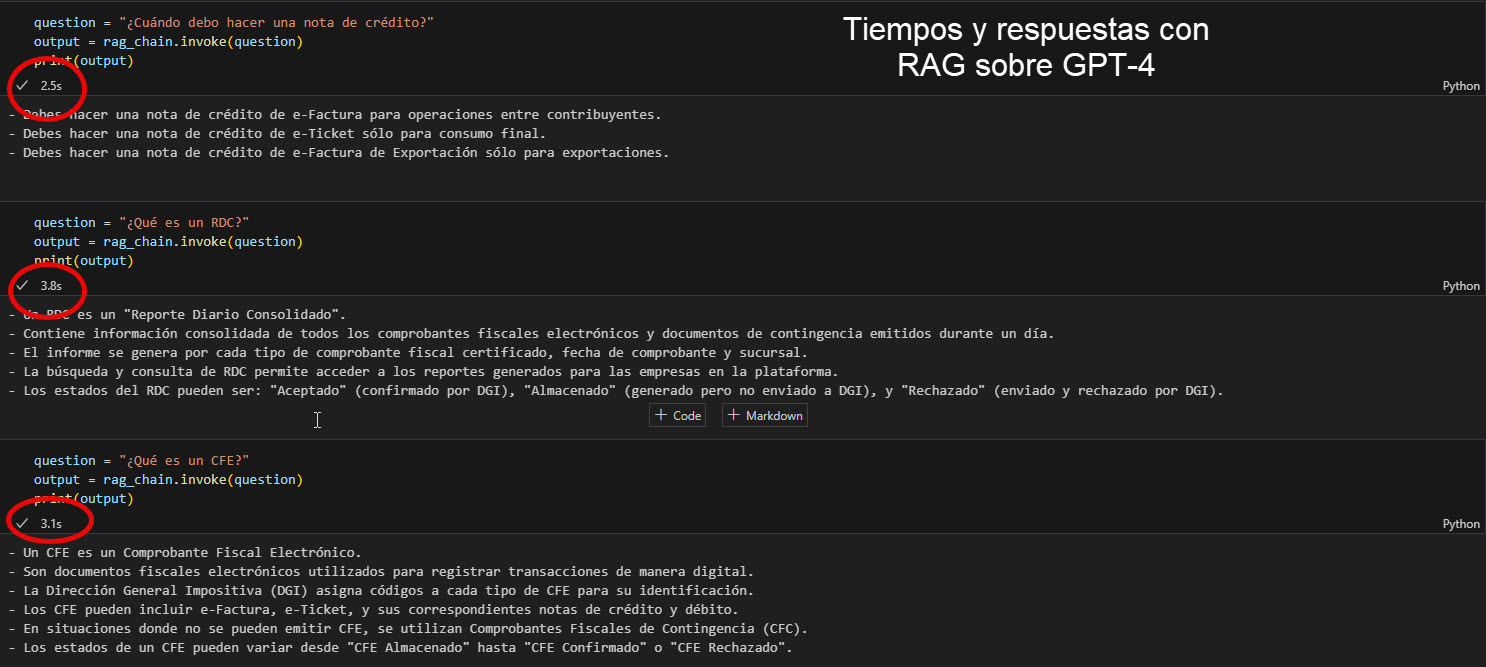 question = "¿Cuándo debo hacer una nota de crédito?"
output = rag_chain.invoke(question)
print(output)
Tiempos y respuestas con
RAG sobre GPT-4
2.5s
Python
- Debes hacer una nota de crédito de e-Factura para operaciones entre contribuyentes.
- Debes hacer una nota de crédito de e-Ticket sólo para consumo final.
- Debes hacer una nota de crédito de e-Factura de Exportación sólo para exportaciones.
question = "¿Qué es un RDC?"
output = rag_chain.invoke(question)
print(output)
3.8s
Python
- Un RDC es un "Reporte Diario Consolidado".
- Contiene información consolidada de todos los comprobantes fiscales electrónicos y documentos de contingencia emitidos durante un día.
- El informe se genera por cada tipo de comprobante fiscal certificado, fecha de comprobante y sucursal.
- La búsqueda y consulta de RDC permite acceder a los reportes generados para las empresas en la plataforma.
- Los estados del RDC pueden ser: "Aceptado" (confirmado por DGI), "Almacenado" (generado pero no enviado a DGI), y "Rechazado" (enviado y rechazado por DGI).
+ Code + Markdown
question = "¿Qué es un CFE?"
output = rag_chain.invoke(question)
print(output)
3.1s
Python
- Un CFE es un Comprobante Fiscal Electrónico.
- Son documentos fiscales electrónicos utilizados para registrar transacciones de manera digital.
- La Dirección General Impositiva (DGI) asigna códigos a cada tipo de CFE para su identificación.
- Los CFE pueden incluir e-Factura, e-Ticket, y sus correspondientes notas de crédito y débito.
- En situaciones donde no se pueden emitir CFE, se utilizan Comprobantes Fiscales de Contingencia (CFC).
- Los estados de un CFE pueden variar desde "CFE Almacenado" hasta "CFE Confirmado" o "CFE Rechazado".